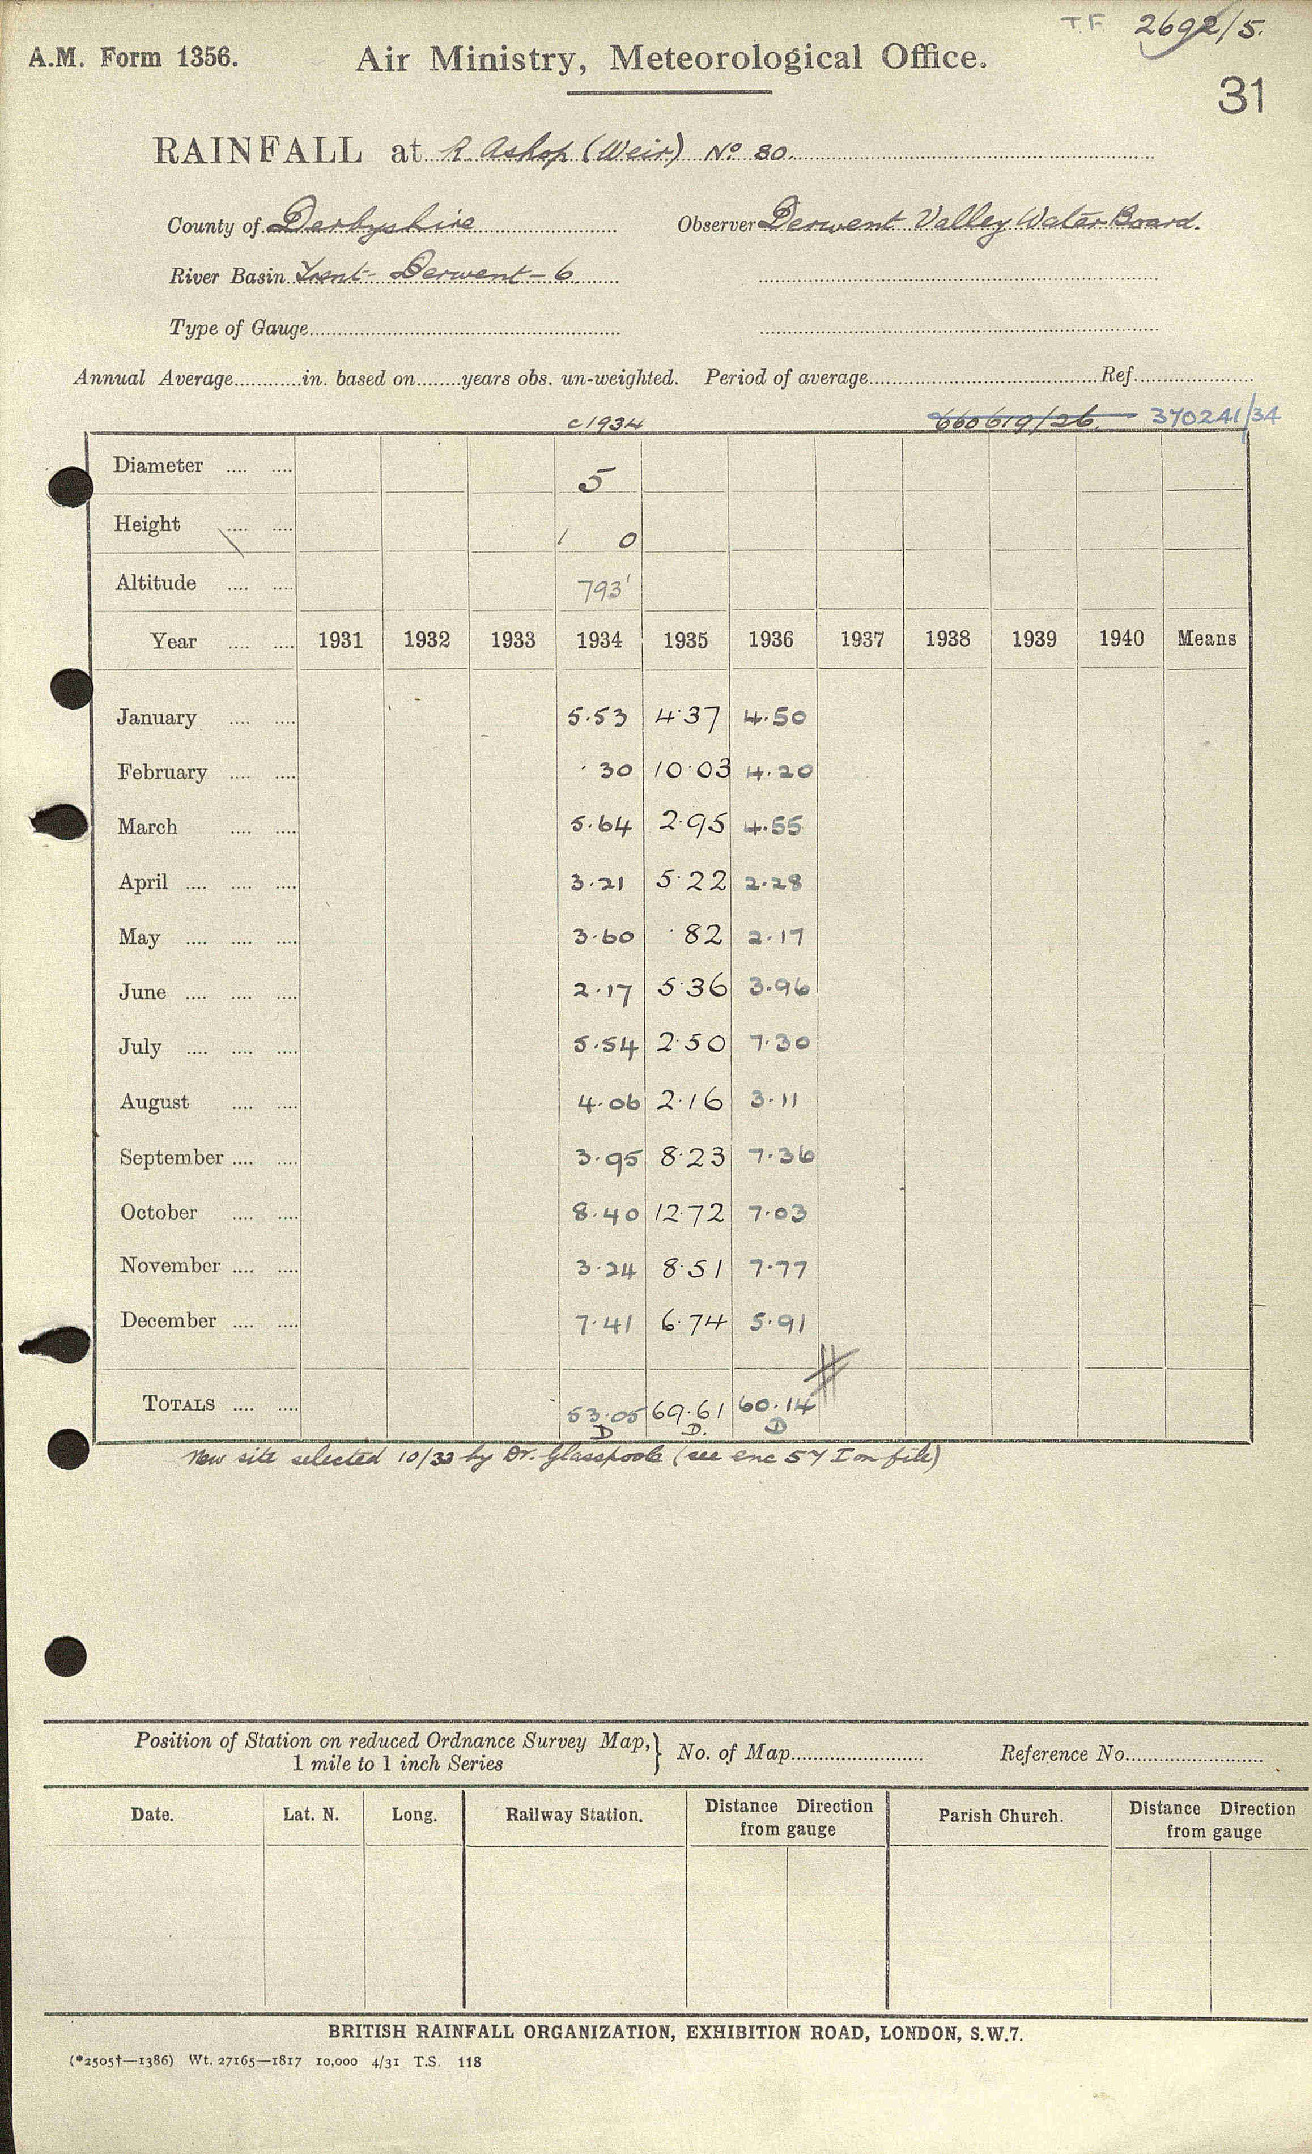 T.F 2692/5.
A.M. Form 1356. Air Ministry, Meteorological Office.
31
RAINFALL at R Ashop (Weir) No 80.
County of Derbyshire Observer Derwent Valley Water Board.
River Basin Trent - Derwent - 6
Type of Gauge
Annual Average in. based on years obs. un-weighted. Period of average Ref.
c1934 660619/26. 370241/34
Diameter 5
Height 1 0
Altitude 793'
Year 1931 1932 1933 1934 1935 1936 1937 1938 1939 1940 Means
January 5.53 4.37 4.50
February .30 10.03 4.20
March 5.64 2.95 4.55
April 3.21 5.22 2.28
May 3.60 .82 2.17
June 2.17 5.36 3.96
July 5.54 2.50 7.30
August 4.06 2.16 3.11
September 3.95 8.23 7.36
October 8.40 12.72 7.03
November 3.24 8.51 7.77
December 7.41 6.74 5.91
TOTALS 53.05 69.61 60.14
D D. D
New site selected 10/33 by Dr. Glasspoole (see enc 57 I on file)
Position of Station on reduced Ordnance Survey Map, } No. of Map Reference No.
1 mile to 1 inch Series
Date. Lat. N. Long. Railway Station. Distance Direction from gauge Parish Church. Distance Direction from gauge
BRITISH RAINFALL ORGANIZATION, EXHIBITION ROAD, LONDON, S.W.7.
(*2505†—1386) Wt. 27165—1817 10,000 4/31 T.S. 118